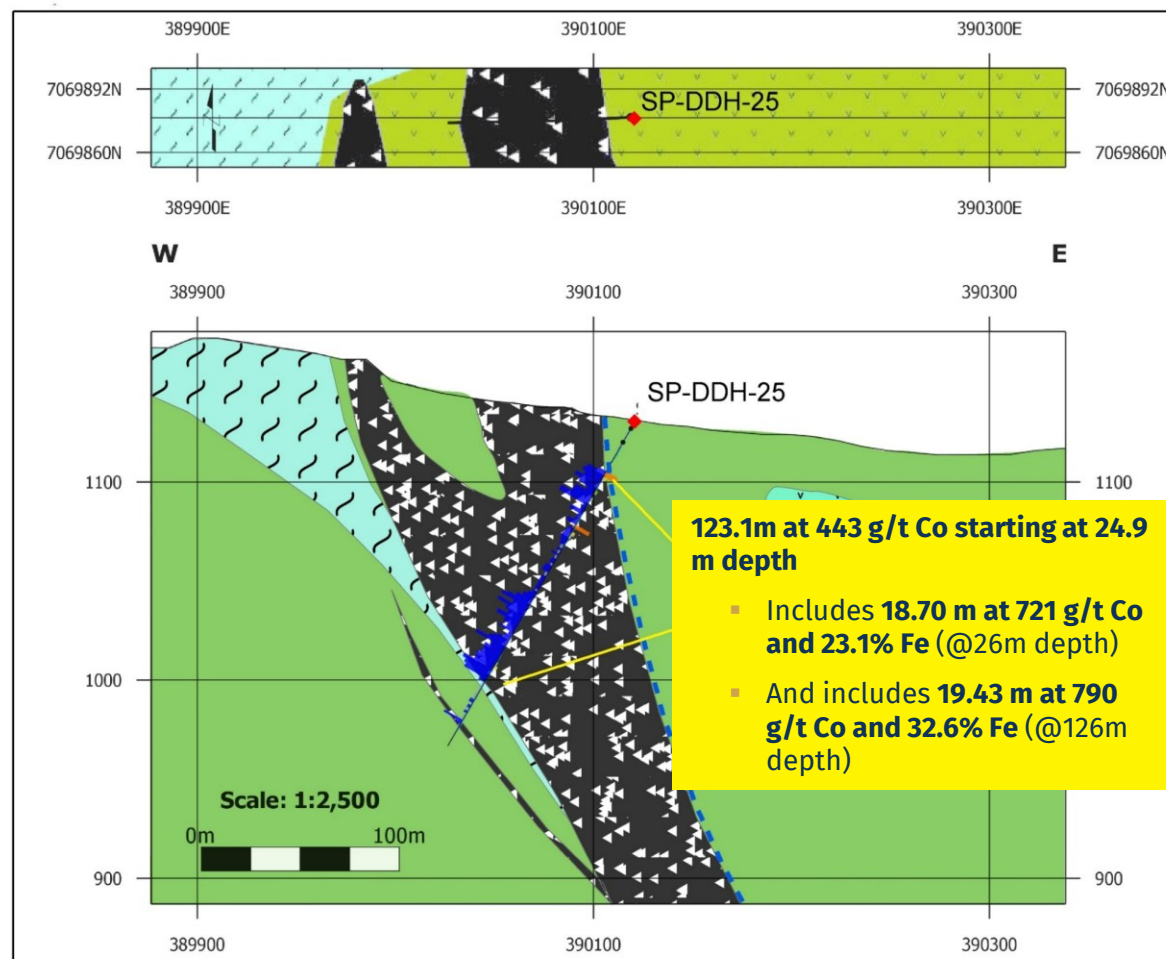 389900E 390100E 390300E
7069892N 7069892N
SP-DDH-25
7069860N 7069860N
389900E 390100E 390300E
W E
389900 390100 390300
SP-DDH-25
1100 1100
123.1m at 443 g/t Co starting at 24.9
m depth
Includes 18.70 m at 721 g/t Co
and 23.1% Fe (@26m depth)
1000
And includes 19.43 m at 790
g/t Co and 32.6% Fe (@126m
depth)
Scale: 1:2,500
0m 100m
900 900
389900 390100 390300